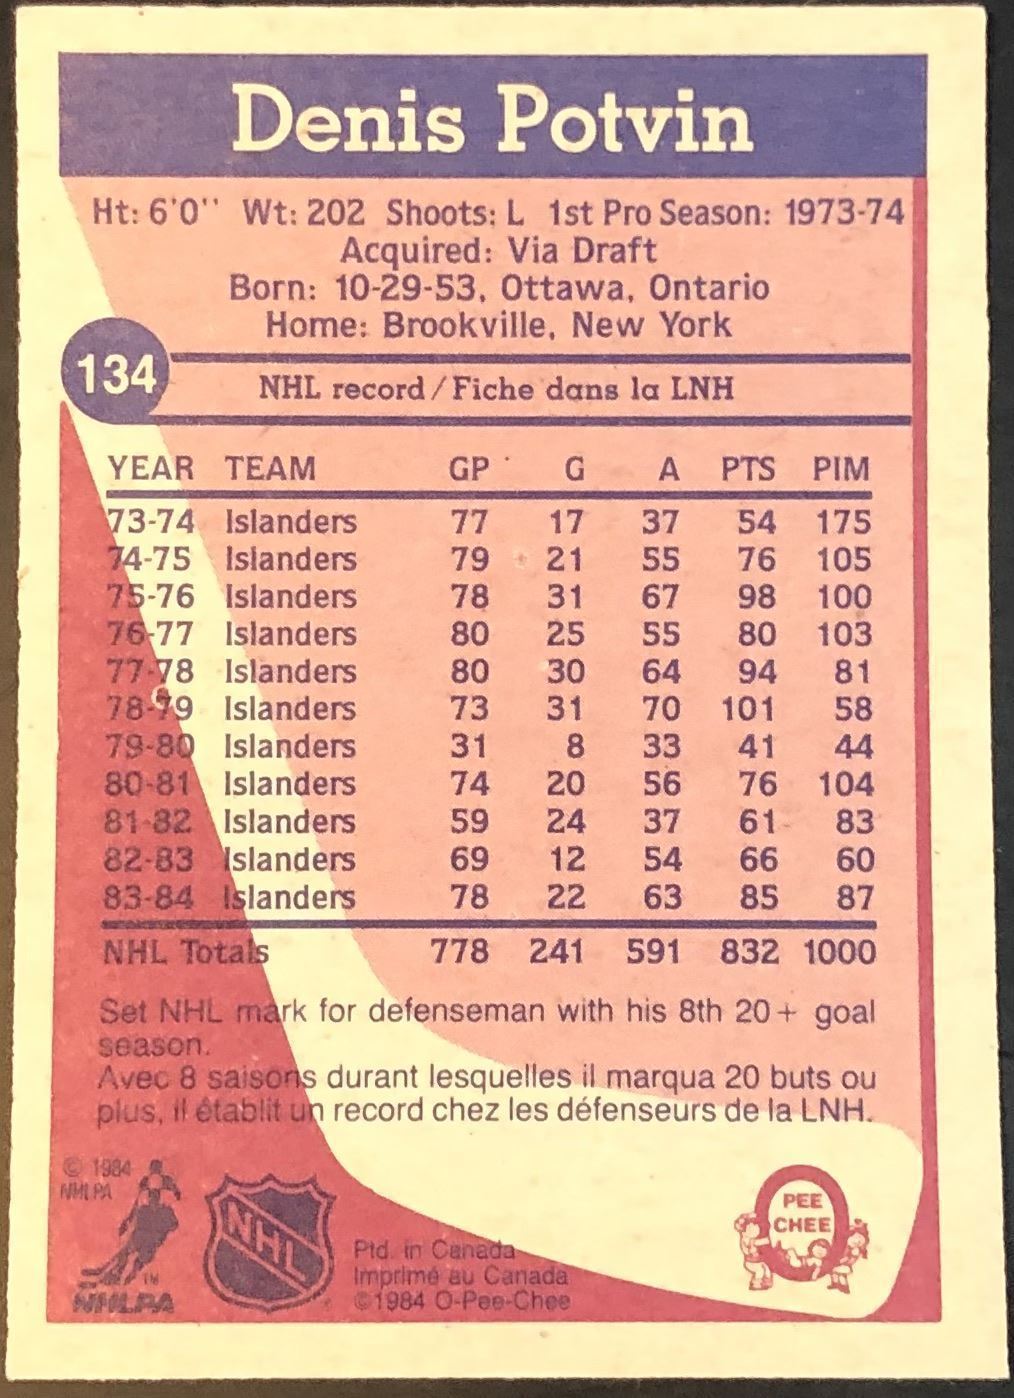 Denis Potvin
Ht: 6'0'' Wt: 202 Shoots: L 1st Pro Season: 1973-74
Acquired: Via Draft
Born: 10-29-53, Ottawa, Ontario
Home: Brookville, New York
134
NHL record/Fiche dans la LNH
YEAR TEAM GP G A PTS PIM
73-74 Islanders 77 17 37 54 175
74-75 Islanders 79 21 55 76 105
75-76 Islanders 78 31 67 98 100
76-77 Islanders 80 25 55 80 103
77-78 Islanders 80 30 64 94 81
78-79 Islanders 73 31 70 101 58
79-80 Islanders 31 8 33 41 44
80-81 Islanders 74 20 56 76 104
81-82 Islanders 59 24 37 61 83
82-83 Islanders 69 12 54 66 60
83-84 Islanders 78 22 63 85 87
NHL Totals 778 241 591 832 1000
Set NHL mark for defenseman with his 8th 20+ goal
season.
Avec 8 saisons durant lesquelles il marqua 20 buts ou
plus, il établit un record chez les défenseurs de la LNH.
© 1984
NHLPA
TM
NHLPA
NHL
Ptd. in Canada
Imprimé au Canada
©1984 O-Pee-Chee
PEE
CHEE